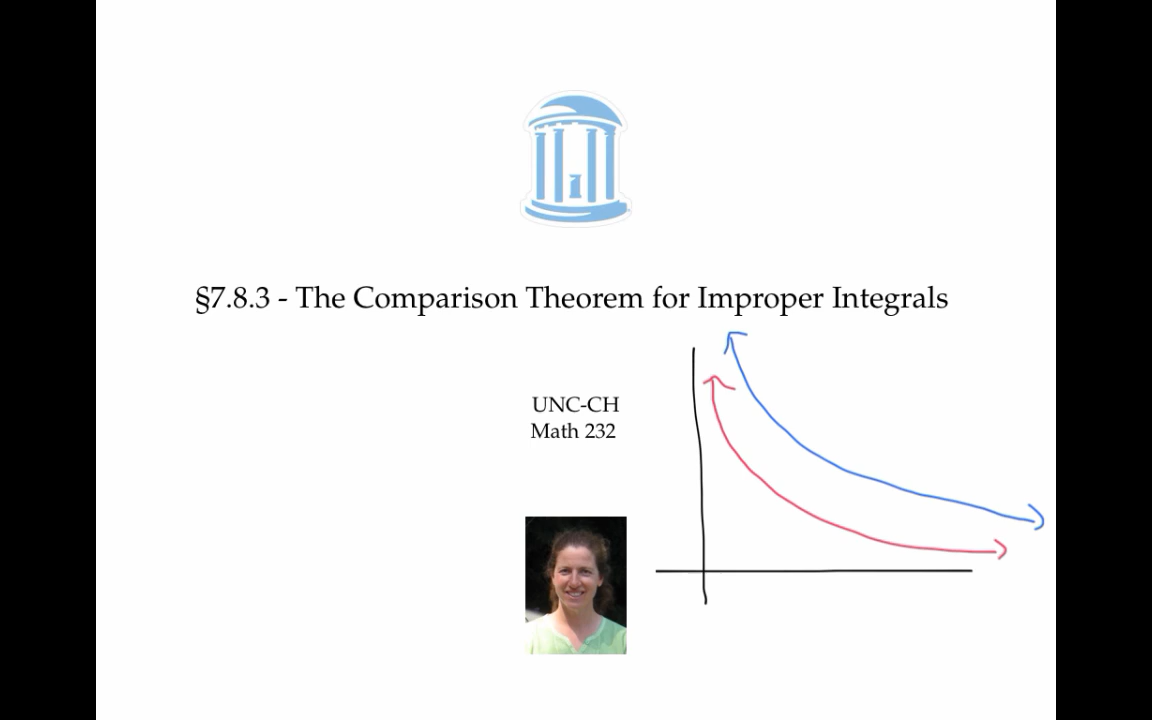 §7.8.3 - The Comparison Theorem for Improper Integrals
UNC-CH
Math 232